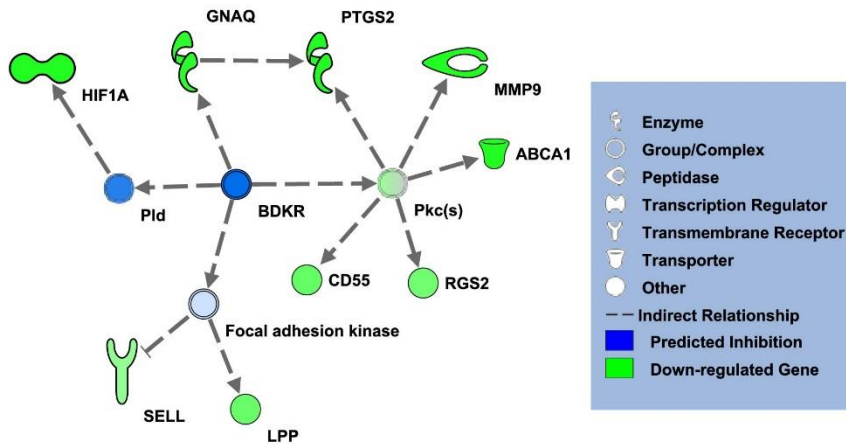 GNAQ
PTGS2
HIF1A
MMP9
ABCA1
Pld
BDKR
Pkc(s)
CD55
RGS2
Focal adhesion kinase
SELL
LPP
Enzyme
Group/Complex
Peptidase
Transcription Regulator
Transmembrane Receptor
Transporter
Other
Indirect Relationship
Predicted Inhibition
Down-regulated Gene